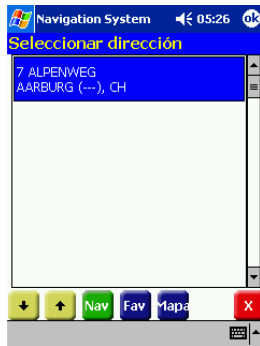 Navigation System 05:26 ok
Seleccionar dirección
7 ALPENWEG
AARBURG (---), CH
Nav Fav Mapa X